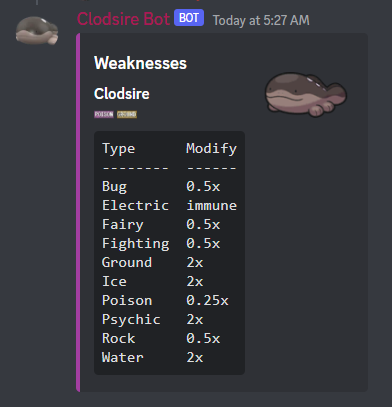 Clodsire Bot BOT Today at 5:27 AM
Weaknesses
Clodsire
POISON GROUND
Type Modify
-------- ------
Bug 0.5x
Electric immune
Fairy 0.5x
Fighting 0.5x
Ground 2x
Ice 2x
Poison 0.25x
Psychic 2x
Rock 0.5x
Water 2x